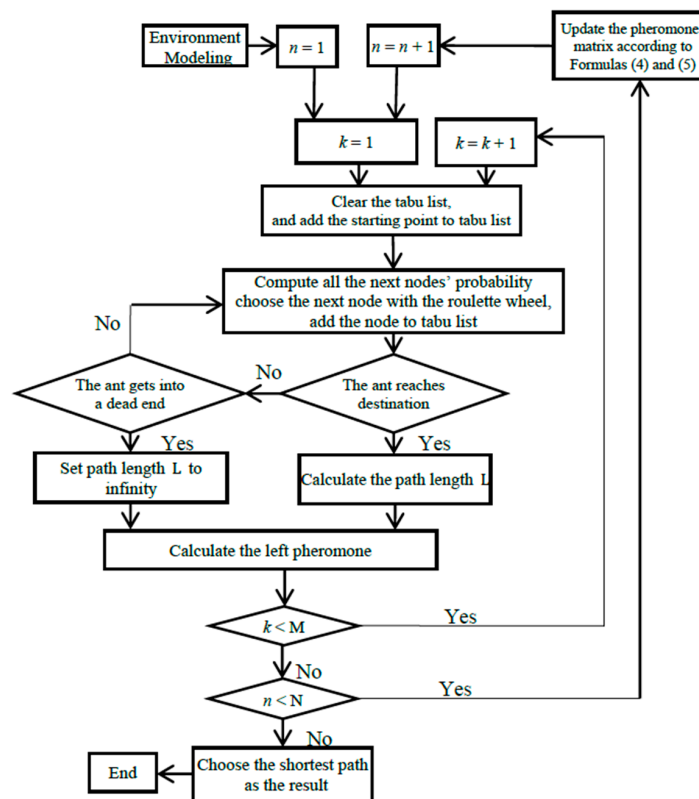 Environment
Modeling
n = 1
n = n + 1
Update the pheromone
matrix according to
Formulas (4) and (5)
k = 1
k = k + 1
Clear the tabu list,
and add the starting point to tabu list
Compute all the next nodes' probability
choose the next node with the roulette wheel,
add the node to tabu list
No
The ant gets into
a dead end
No
The ant reaches
destination
Yes
Yes
Set path length L to
infinity
Calculate the path length L
Calculate the left pheromone
k < M
Yes
No
n < N
Yes
No
End
Choose the shortest path
as the result